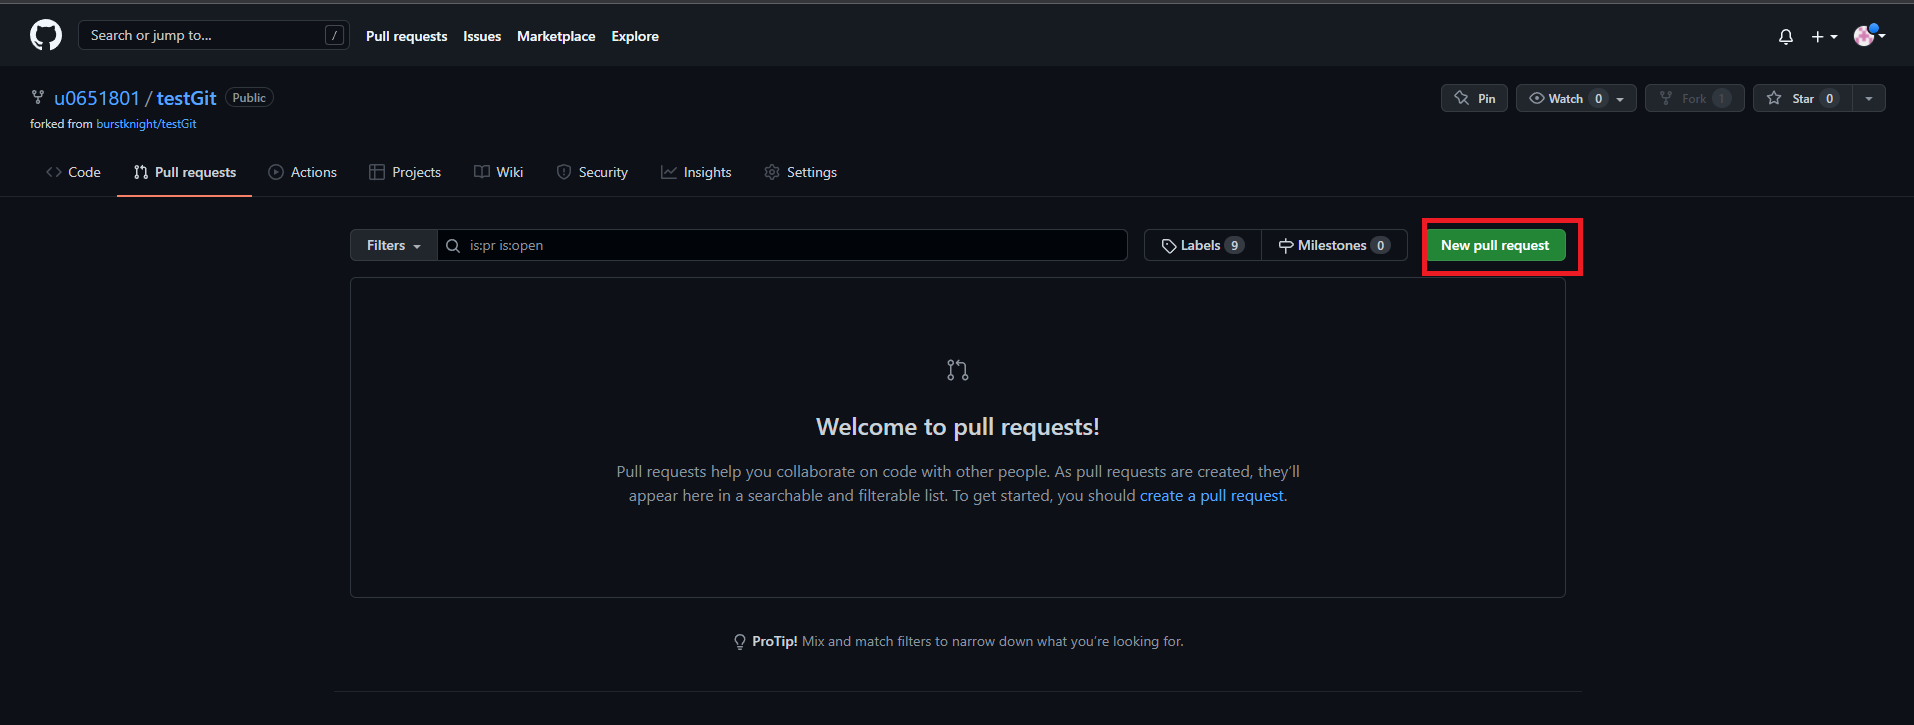 Search or jump to... / Pull requests Issues Marketplace Explore
u0651801 / testGit Public Pin Watch 0 Fork 1 Star 0
forked from burstknight/testGit
Code Pull requests Actions Projects Wiki Security Insights Settings
Filters is:pr is:open Labels 9 Milestones 0 New pull request
Welcome to pull requests!
Pull requests help you collaborate on code with other people. As pull requests are created, they’ll
appear here in a searchable and filterable list. To get started, you should create a pull request.
ProTip! Mix and match filters to narrow down what you’re looking for.